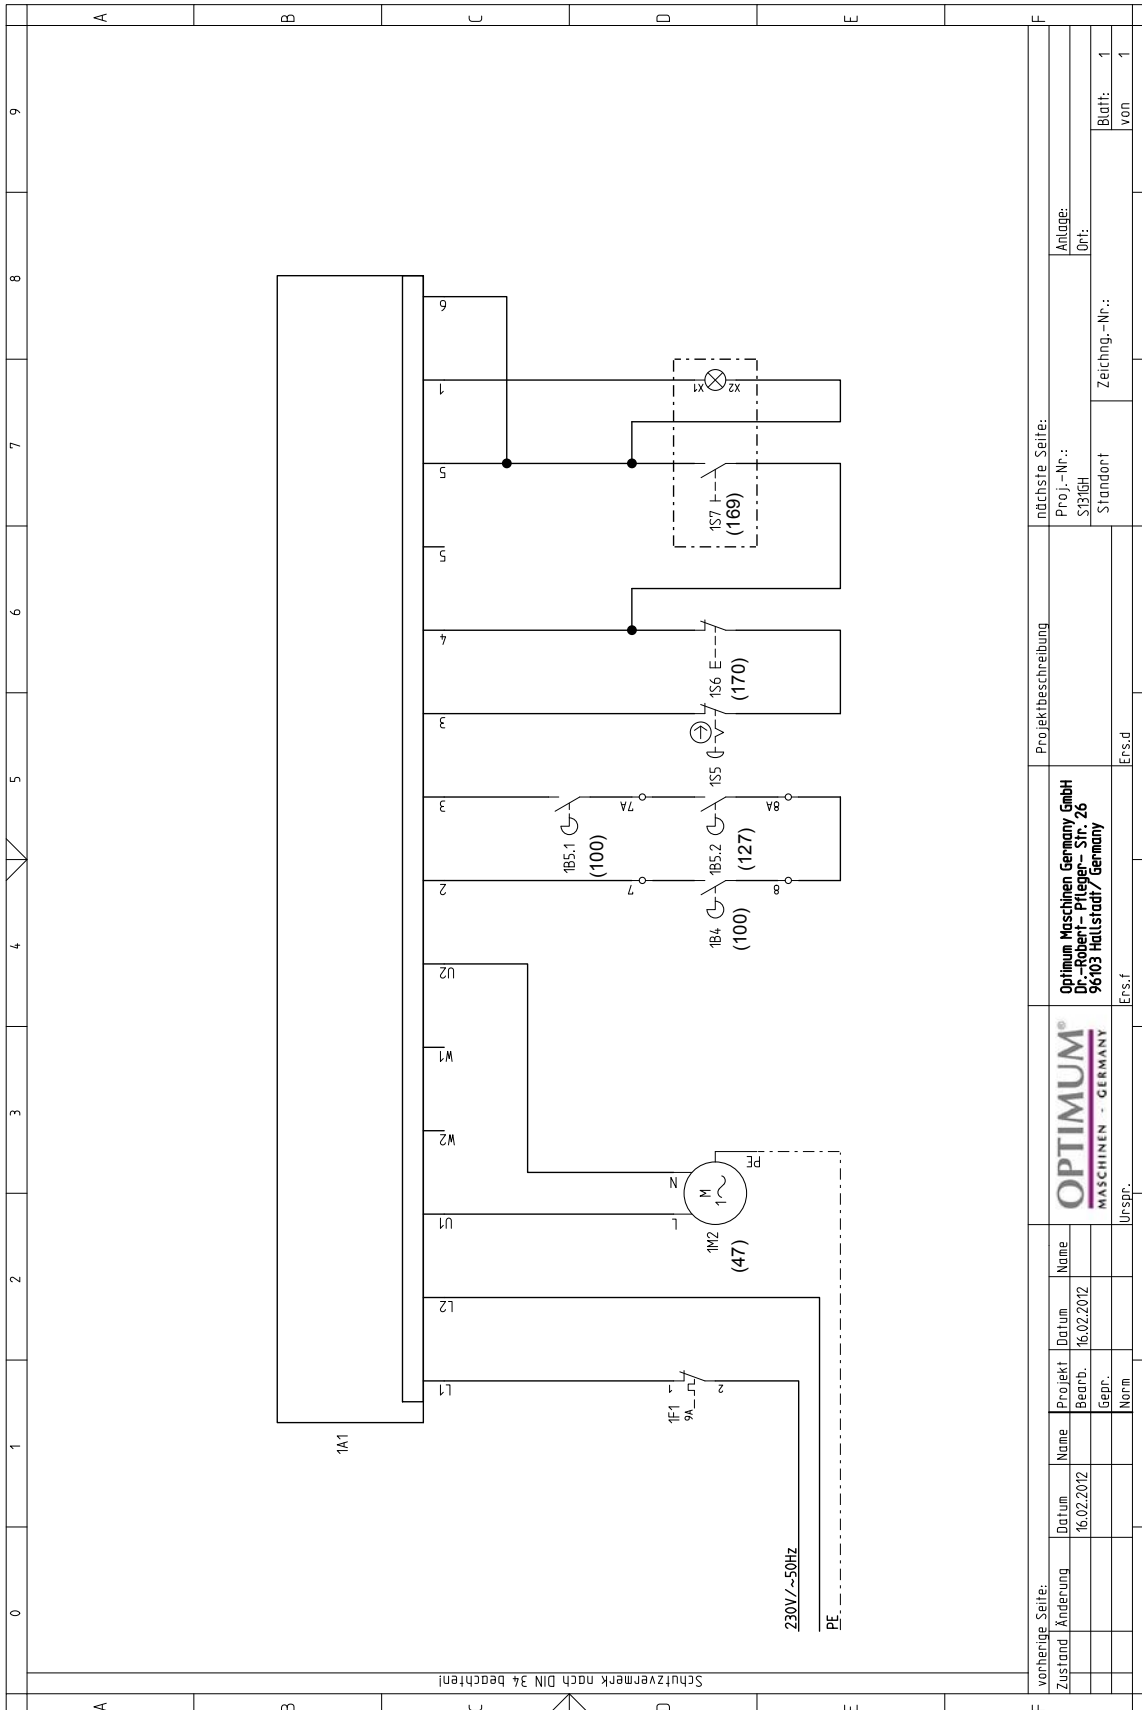 0 1 2 3 4 5 6 7 8 9
A
A
B
B
C
C
D
D
E
E
F
F
Schutzvermerk nach DIN 34 beachten!
1A1
L1 L2 U1 W2 W1 U2 2 3 3 4 5 5 1 6
1F1
9A
1
2
1M2
(47)
L
N
M
1~
PE
7
1B4
(100)
8
1B5.1
(100)
7A
1B5.2
(127)
8A
1S5
1S6
(170)
1S7
(169)
X1
X2
230V/~50Hz
PE
vorherige Seite:
Zustand Änderung Datum Name Projekt Datum Name
16.02.2012 Bearb. 16.02.2012
Gepr.
Norm
OPTIMUM®
MASCHINEN - GERMANY
Urspr.
Optimum Maschinen Germany GmbH
Dr.-Robert- Pfleger- Str. 26
96103 Hallstadt/ Germany
Ers.f
Ers.d
Projektbeschreibung
nächste Seite:
Proj.-Nr.:
S131GH
Standort
Zeichng.-Nr.:
Anlage:
Ort:
Blatt: 1
von 1